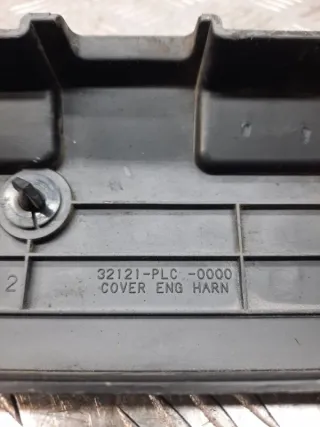 32121-PLC -0000
COVER ENG HARN
2